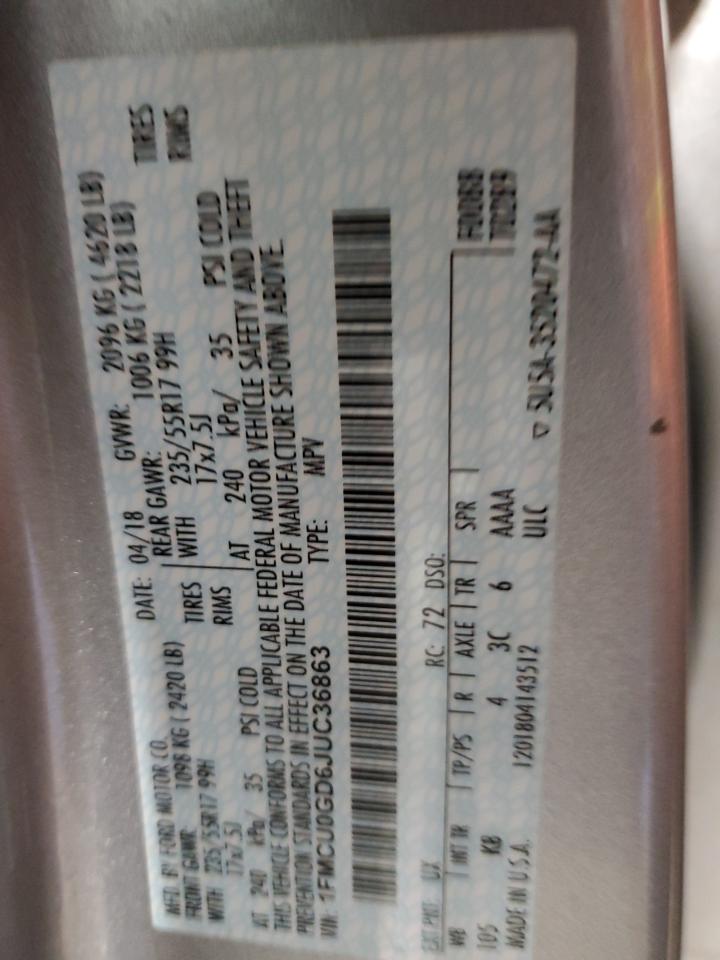 MFD. BY FORD MOTOR CO.
DATE: 04/18 GVWR: 2096 KG ( 4620 LB)
FRONT GAWR: 1098 KG ( 2420 LB) REAR GAWR: 1006 KG ( 2218 LB)
WITH 235/55R17 99H TIRES WITH 235/55R17 99H TIRES
17x7.5J RIMS 17x7.5J RIMS
AT 240 kPa/ 35 PSI COLD AT 240 kPa/ 35 PSI COLD
THIS VEHICLE CONFORMS TO ALL APPLICABLE FEDERAL MOTOR VEHICLE SAFETY AND THEFT
PREVENTION STANDARDS IN EFFECT ON THE DATE OF MANUFACTURE SHOWN ABOVE.
VIN: 1FMCU0GD6JUC36863 TYPE: MPV
EXT PNT: UX RC: 72 DSO:
WB INT TR TP/PS R AXLE TR SPR
105 KB 4 3C 6 AAAA
MADE IN U.S.A. 1201804143512 ULC